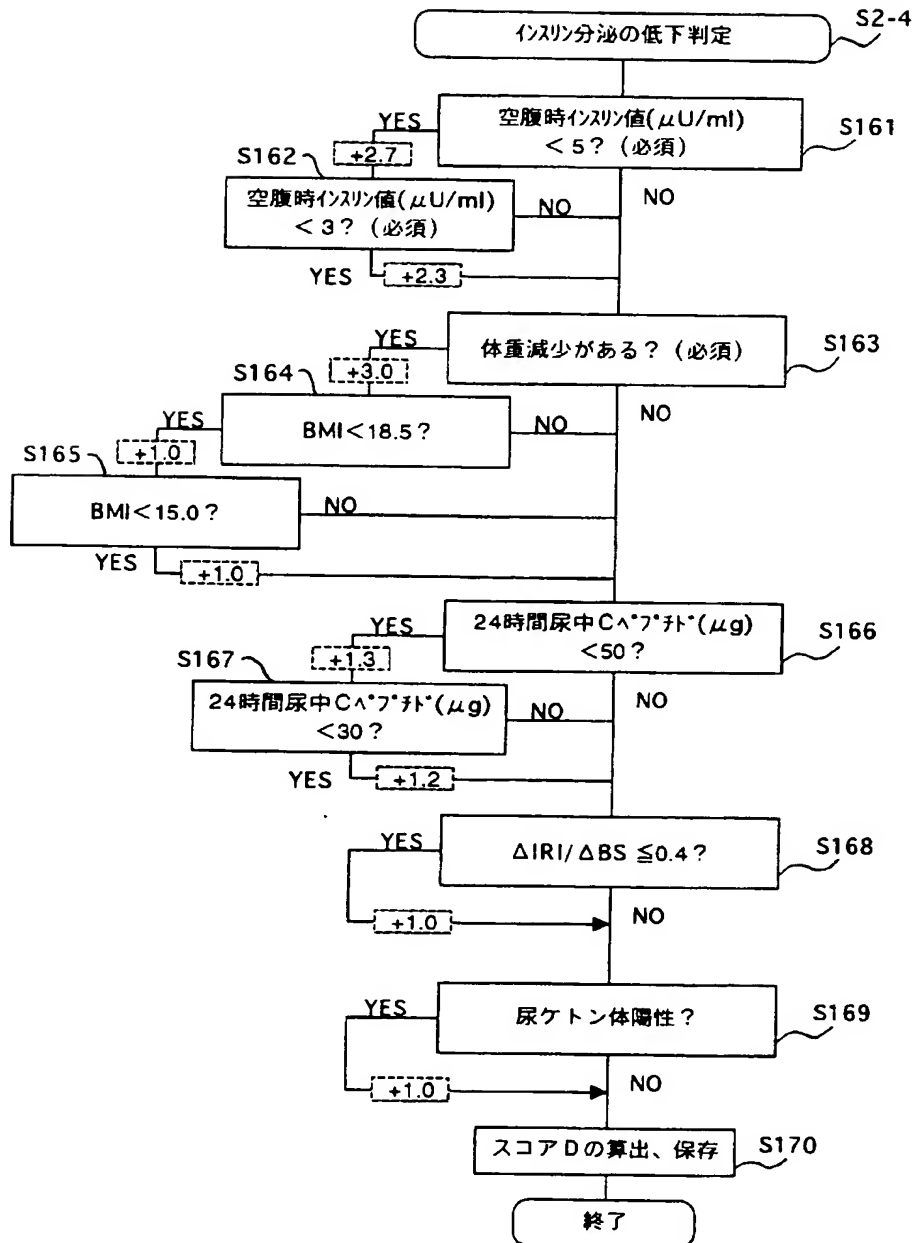 S2-4
インスリン分泌の低下判定
YES
空腹時インスリン値(μU/ml)
<5? (必須)
S161
S162
+2.7
空腹時インスリン値(μU/ml)
<3? (必須)
NO
NO
YES
+2.3
YES
体重減少がある? (必須)
S163
S164
+3.0
YES
BMI<18.5?
NO
NO
S165
+1.0
BMI<15.0?
NO
YES
+1.0
YES
24時間尿中Cペプチド(μg)
<50?
S166
S167
+1.3
24時間尿中Cペプチド(μg)
<30?
NO
NO
YES
+1.2
YES
ΔIRI/ΔBS ≦0.4?
S168
+1.0
NO
YES
尿ケトン体陽性?
S169
+1.0
NO
スコアDの算出、保存
S170
終了